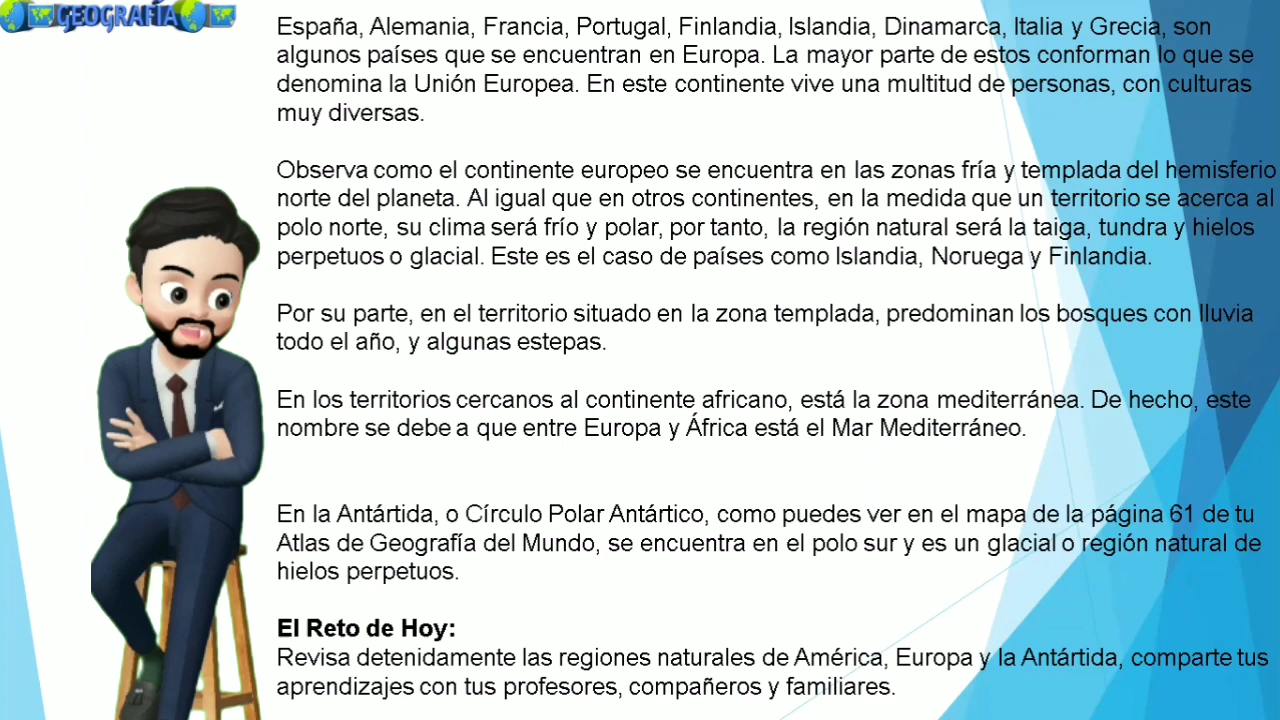 GEOGRAFÍA
España, Alemania, Francia, Portugal, Finlandia, Islandia, Dinamarca, Italia y Grecia, son
algunos países que se encuentran en Europa. La mayor parte de estos conforman lo que se
denomina la Unión Europea. En este continente vive una multitud de personas, con culturas
muy diversas.
Observa como el continente europeo se encuentra en las zonas fría y templada del hemisferio
norte del planeta. Al igual que en otros continentes, en la medida que un territorio se acerca al
polo norte, su clima será frío y polar, por tanto, la región natural será la taiga, tundra y hielos
perpetuos o glacial. Este es el caso de países como Islandia, Noruega y Finlandia.
Por su parte, en el territorio situado en la zona templada, predominan los bosques con lluvia
todo el año, y algunas estepas.
En los territorios cercanos al continente africano, está la zona mediterránea. De hecho, este
nombre se debe a que entre Europa y África está el Mar Mediterráneo.
En la Antártida, o Círculo Polar Antártico, como puedes ver en el mapa de la página 61 de tu
Atlas de Geografía del Mundo, se encuentra en el polo sur y es un glacial o región natural de
hielos perpetuos.
El Reto de Hoy:
Revisa detenidamente las regiones naturales de América, Europa y la Antártida, comparte tus
aprendizajes con tus profesores, compañeros y familiares.